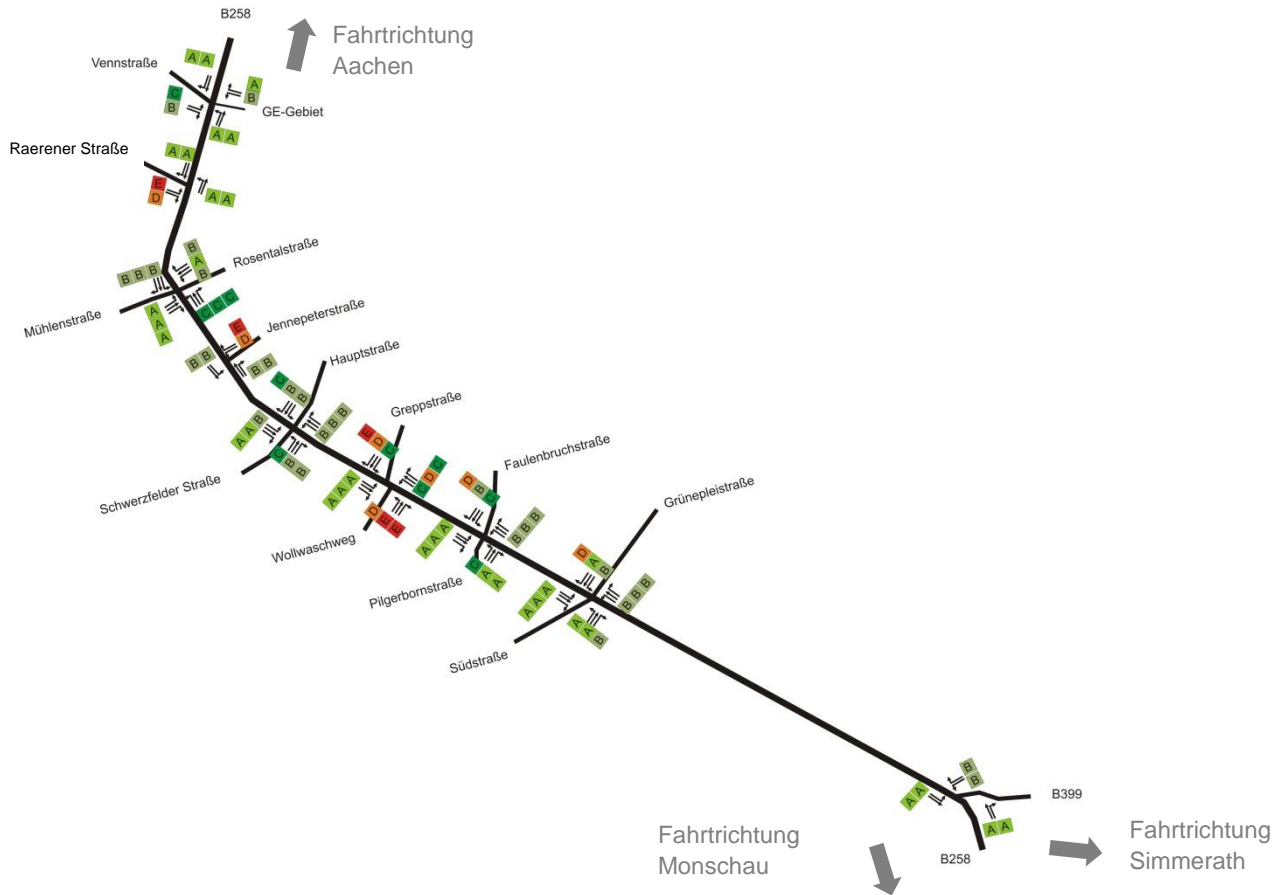 B258
Fahrtrichtung
Aachen
Vennstraße
A A
A
B
C
B
GE-Gebiet
A A
Raerener Straße
A A
E
D
A A
B
A
B
Rosentalstraße
B B B
Mühlenstraße
A
A
A
C C C
E
D
Jennepeterstraße
B B
B B
Hauptstraße
C B B
B B B
A A B
C B B
Schwerzfelder Straße
Greppstraße
E D C
C D C
A A A
D E E
Wollwaschweg
Faulenbruchstraße
D B C
B B B
A A A
C A A
Pilgerbornstraße
Grünepleistraße
D A B
B B B
A A A
A A B
Südstraße
B
B
A A
B399
A A
B258
Fahrtrichtung
Monschau
Fahrtrichtung
Simmerath